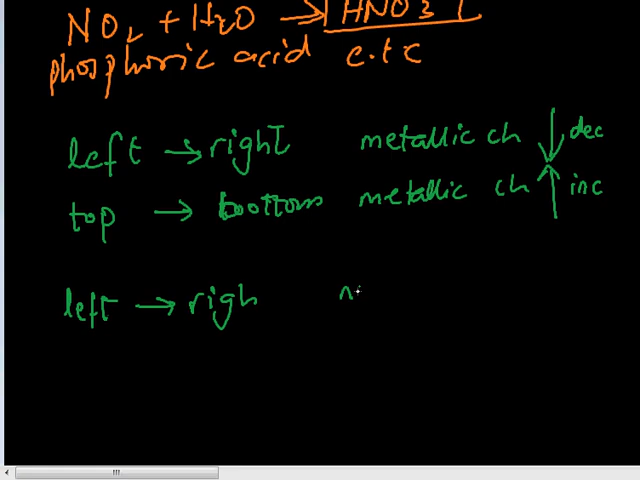 NO₂ + H₂O → HNO₃
phosphoric acid e.t.c
left → right metallic ch ↓ dec
top → bottom metallic ch ↑ inc
left → righ n